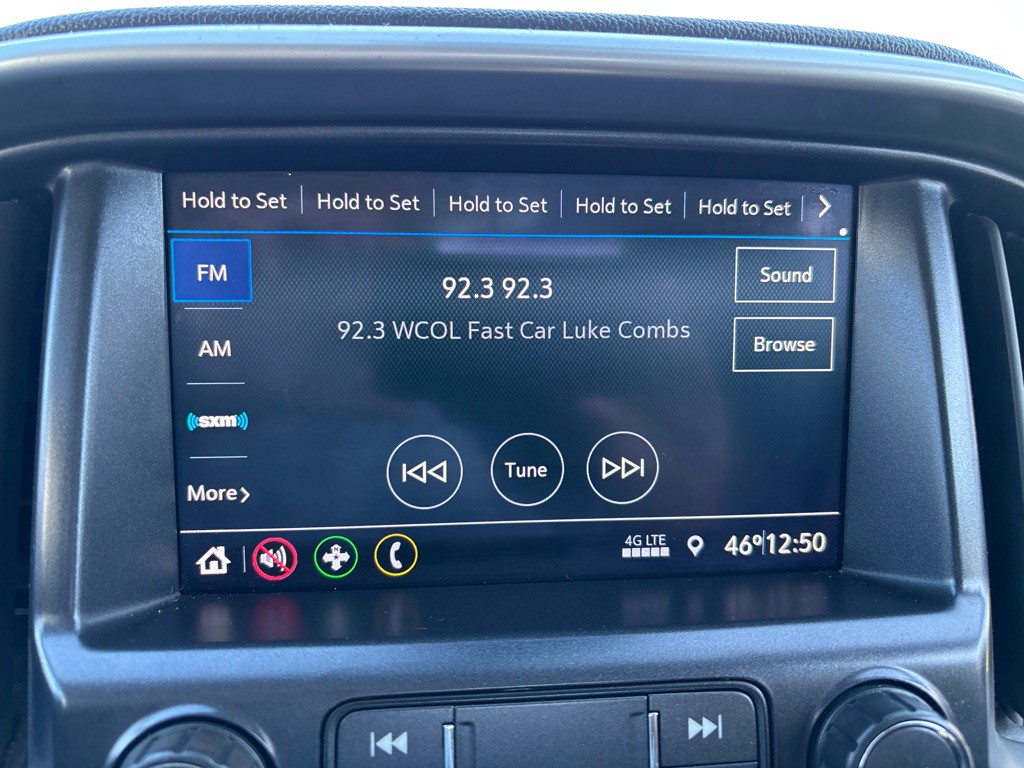 Hold to Set Hold to Set Hold to Set Hold to Set Hold to Set
FM
92.3 92.3
Sound
92.3 WCOL Fast Car Luke Combs
AM
Browse
sxm
More
Tune
4G LTE
46° 12:50